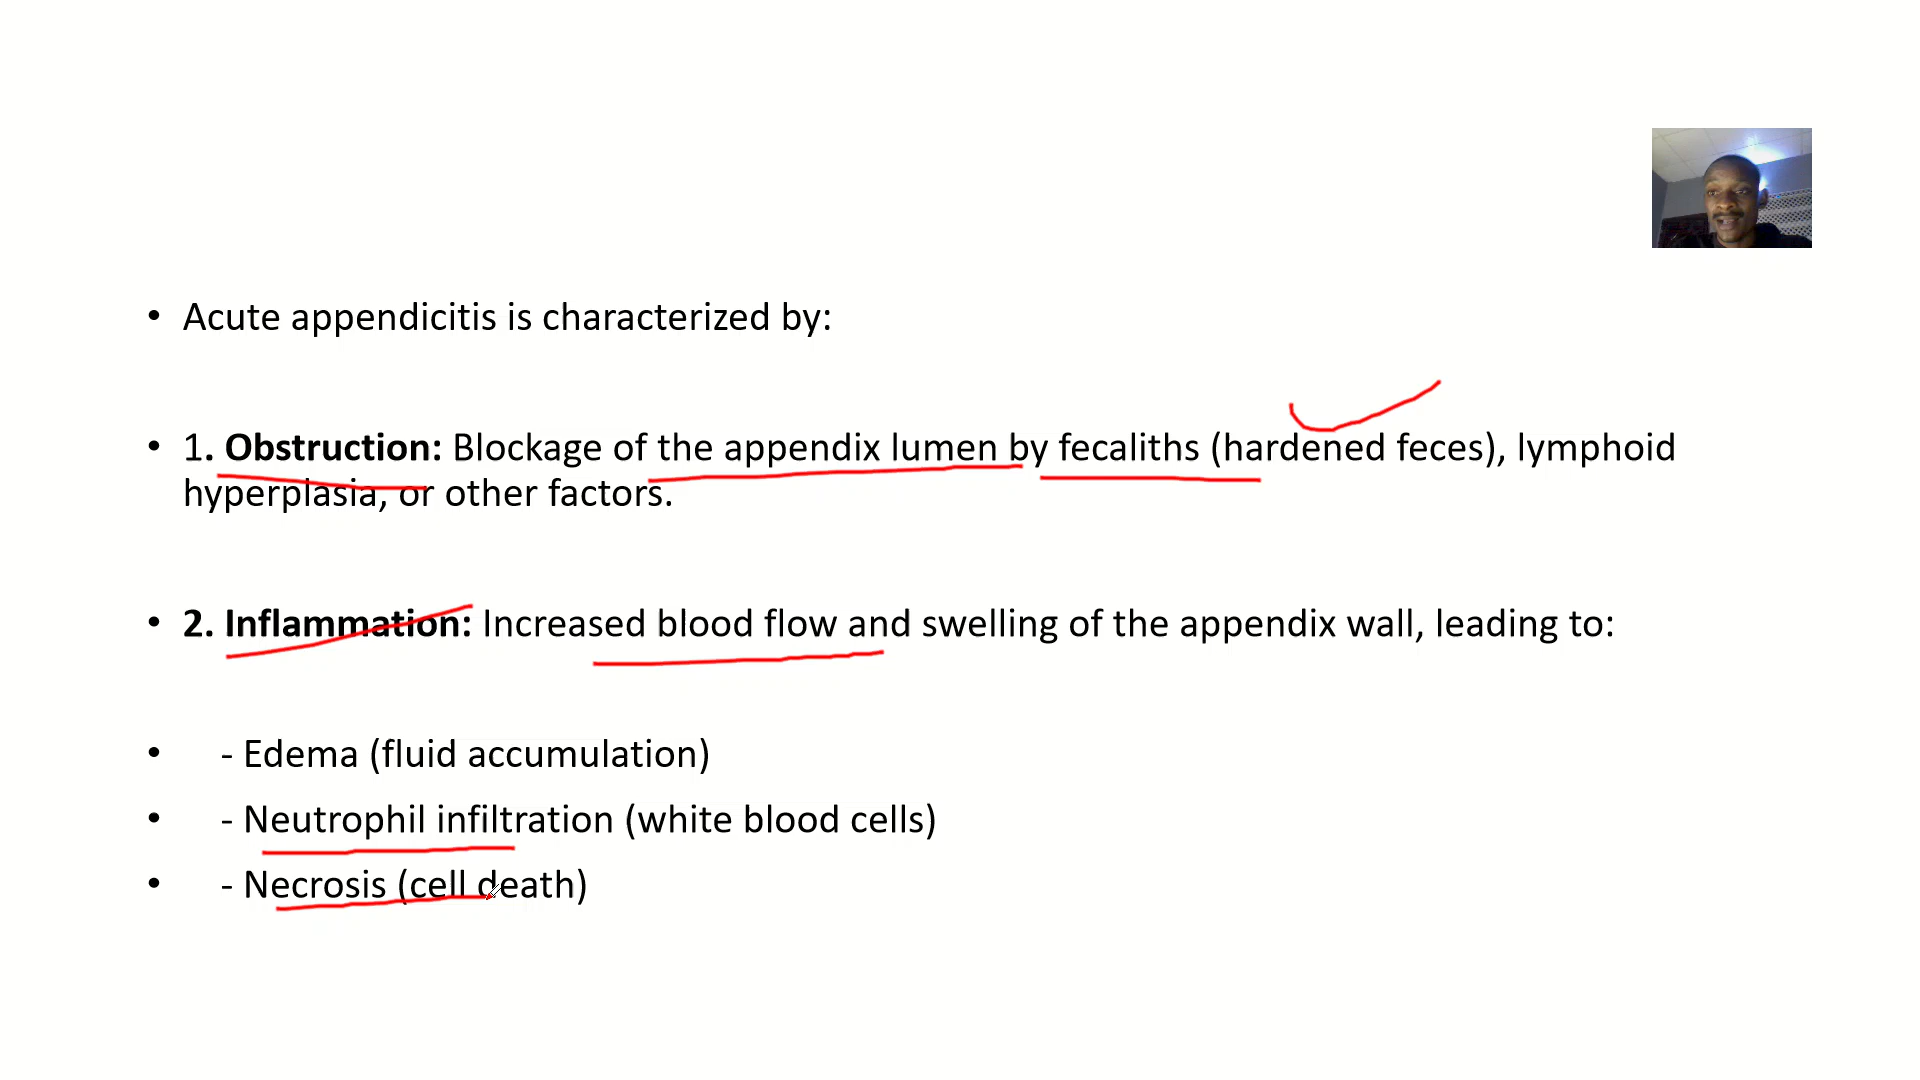 • Acute appendicitis is characterized by:
• 1. Obstruction: Blockage of the appendix lumen by fecaliths (hardened feces), lymphoid
hyperplasia, or other factors.
• 2. Inflammation: Increased blood flow and swelling of the appendix wall, leading to:
• - Edema (fluid accumulation)
• - Neutrophil infiltration (white blood cells)
• - Necrosis (cell death)